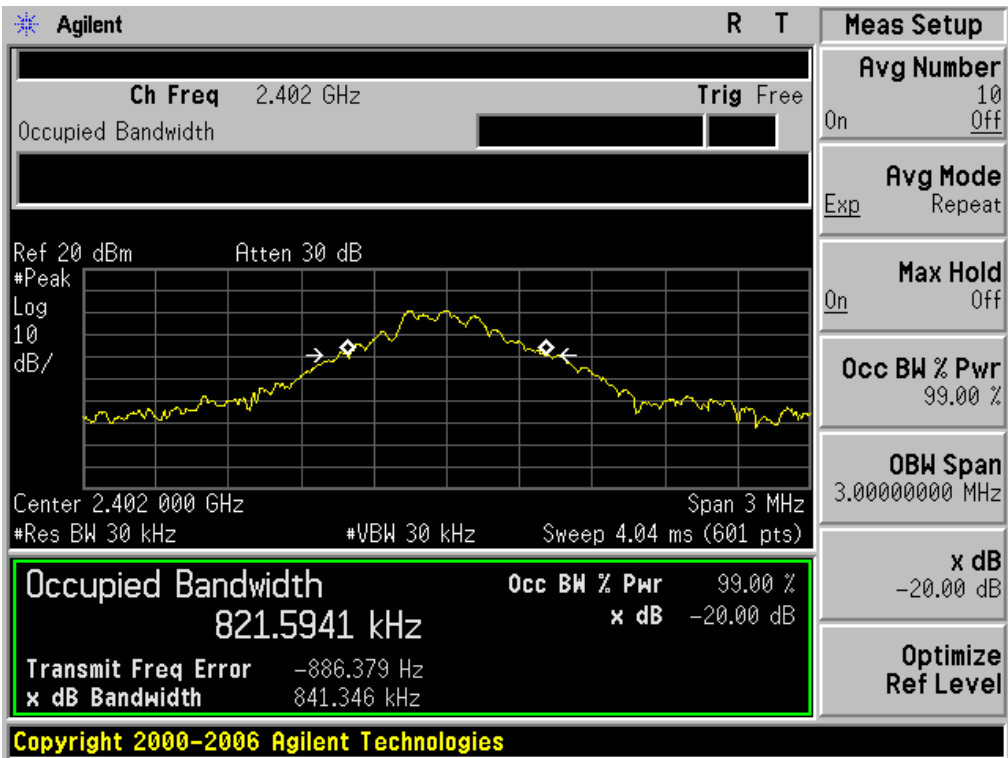 Agilent R T
Ch Freq 2.402 GHz Trig Free
Occupied Bandwidth
Ref 20 dBm Atten 30 dB
#Peak
Log
10
dB/
Center 2.402 000 GHz Span 3 MHz
#Res BW 30 kHz #VBW 30 kHz Sweep 4.04 ms (601 pts)
Occupied Bandwidth Occ BW % Pwr 99.00 %
821.5941 kHz x dB -20.00 dB
Transmit Freq Error -886.379 Hz
x dB Bandwidth 841.346 kHz
Copyright 2000-2006 Agilent Technologies
Meas Setup
Avg Number
10
On Off
Avg Mode
Exp Repeat
Max Hold
On Off
Occ BW % Pwr
99.00 %
OBW Span
3.00000000 MHz
x dB
-20.00 dB
Optimize
Ref Level